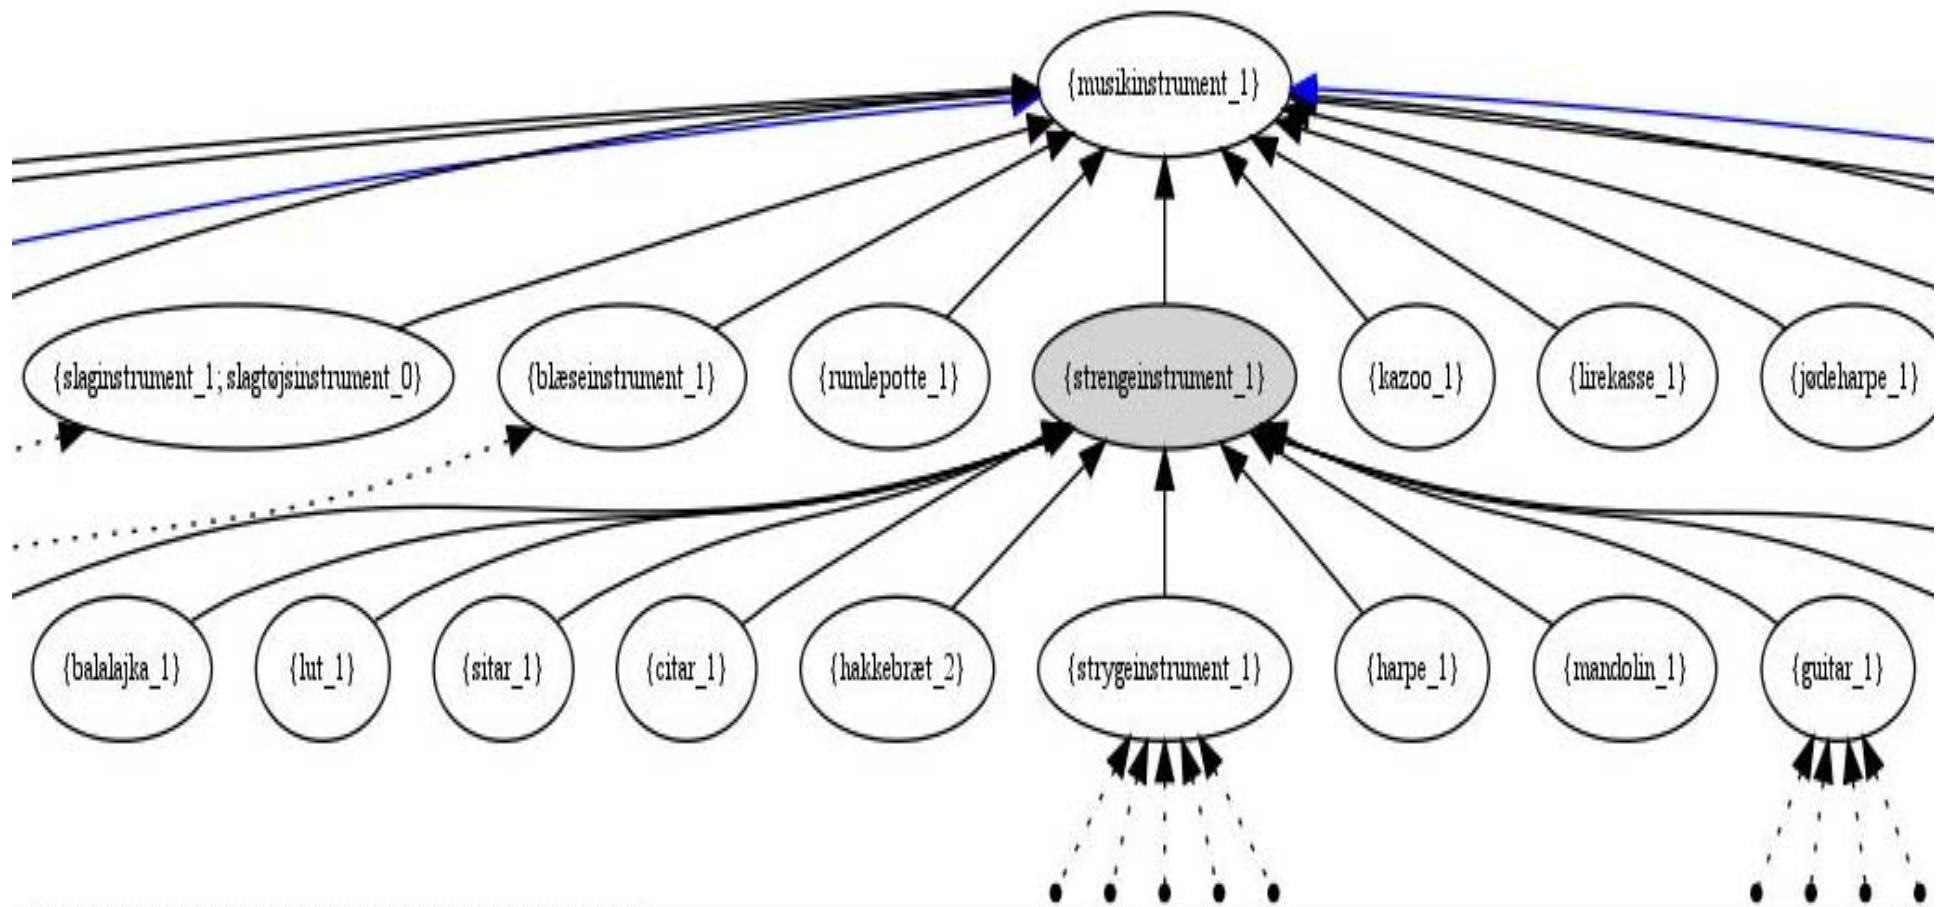 {musikinstrument_1}
{slaginstrument_1; slagtøjsinstrument_0}
{blæseinstrument_1}
{rumlepotte_1}
{strengeinstrument_1}
{kazoo_1}
{lirekasse_1}
{jødeharpe_1}
{balalajka_1}
{lut_1}
{sitar_1}
{citar_1}
{hakkebræt_2}
{strygeinstrument_1}
{harpe_1}
{mandolin_1}
{guitar_1}